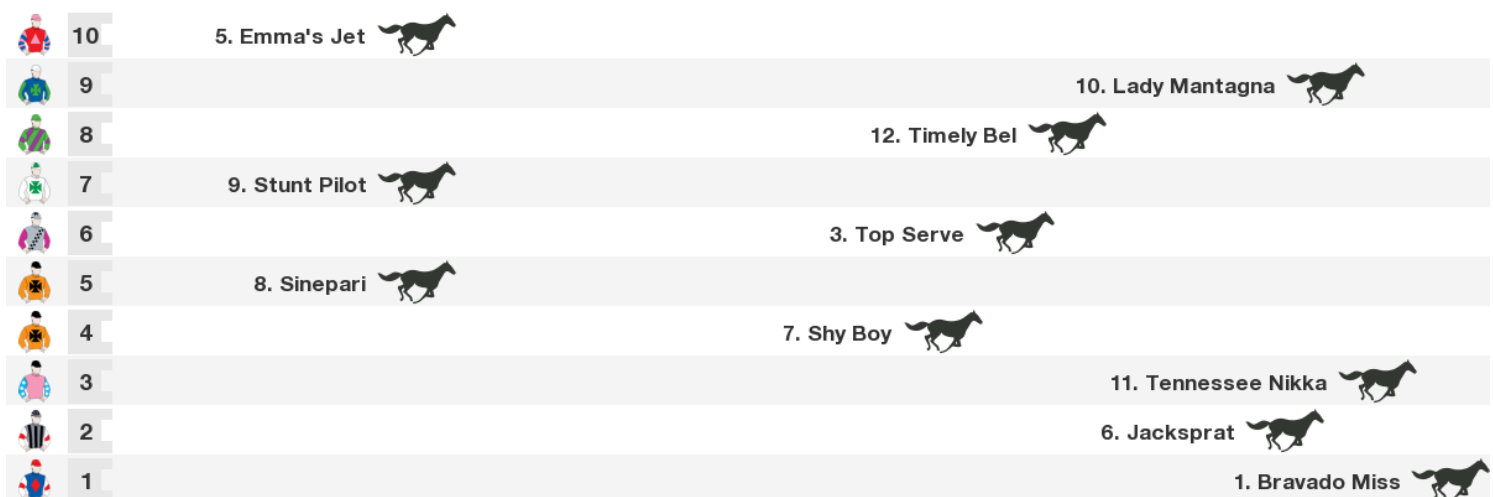 10 5. Emma's Jet
9 10. Lady Mantagna
8 12. Timely Bel
7 9. Stunt Pilot
6 3. Top Serve
5 8. Sinepari
4 7. Shy Boy
3 11. Tennessee Nikka
2 6. Jacksprat
1 1. Bravado Miss